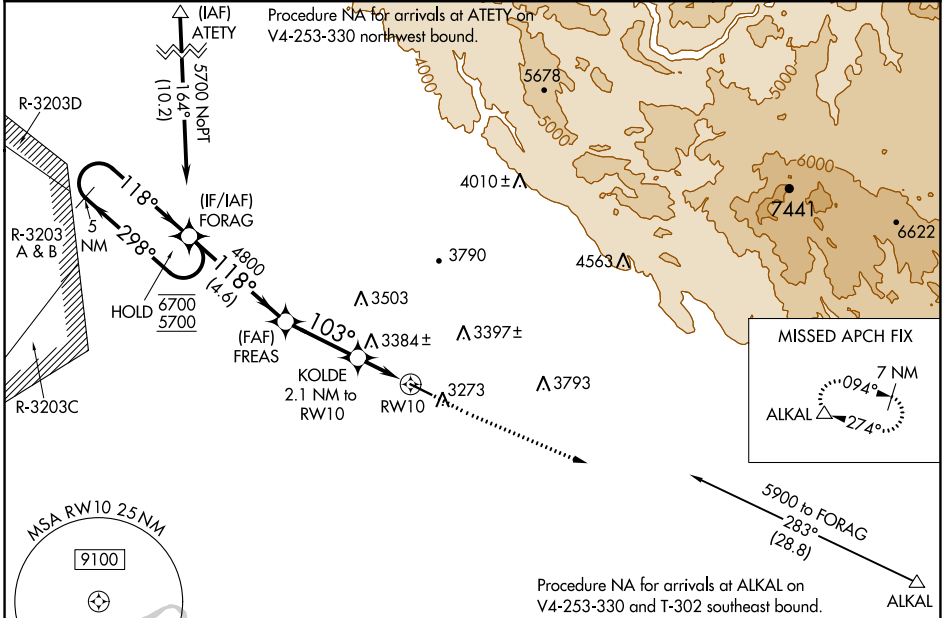 (IAF)
ATETY
Procedure NA for arrivals at ATETY on
V4-253-330 northwest bound.
5700 NoPT
164°
(10.2)
R-3203D
R-3203
A & B
R-3203C
118°
298°
5
NM
(IF/IAF)
FORAG
HOLD
6700
5700
4800
118°
(4.6)
(FAF)
FREAS
103°
KOLDE
2.1 NM to
RW10
RW10
4000
5678
5000
5000
6000
4010±
7441
6622
3790
4563
3503
3384±
3397±
3273
3793
MISSED APCH FIX
7 NM
094°
274°
ALKAL
5900 to FORAG
283°
(28.8)
ALKAL
Procedure NA for arrivals at ALKAL on
V4-253-330 and T-302 southeast bound.
MSA RW10 25 NM
9100